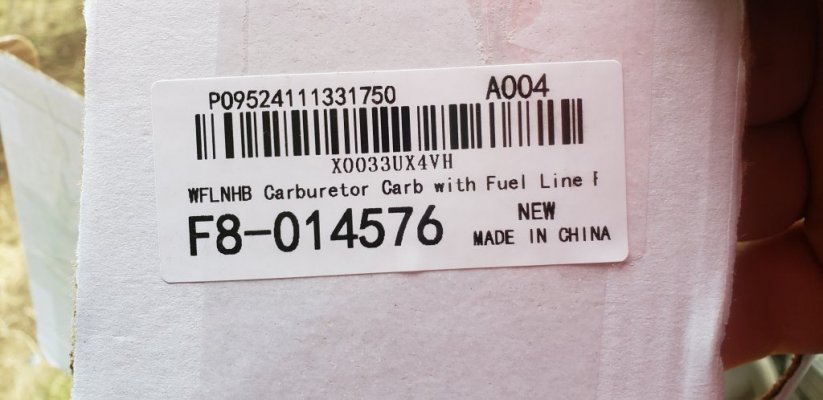 P09524111331750 A004
X0033UX4VH
WFLNHB Carburetor Carb with Fuel Line
F8-014576
NEW
MADE IN CHINA